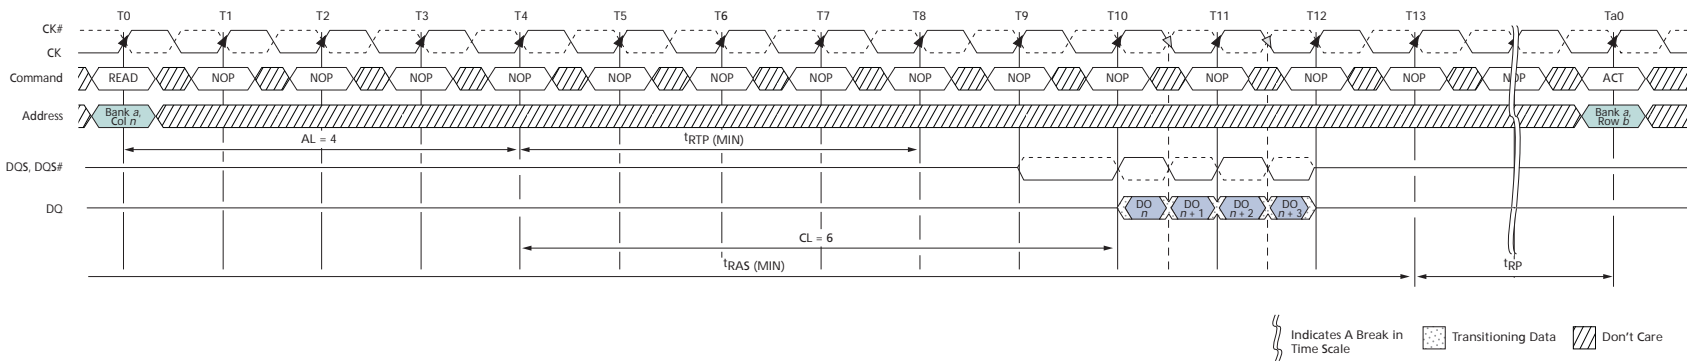 T0 T1 T2 T3 T4 T5 T6 T7 T8 T9 T10 T11 T12 T13 Ta0
CK#
CK
Command READ NOP NOP NOP NOP NOP NOP NOP NOP NOP NOP NOP NOP NOP NOP ACT
Address Bank a, Col n Bank a, Row b
AL = 4 tRTP (MIN)
DQS, DQS#
DQ DO n DO n + 1 DO n + 2 DO n + 3
CL = 6
tRAS (MIN) tRP
Indicates A Break in
Time Scale
Transitioning Data
Don't Care